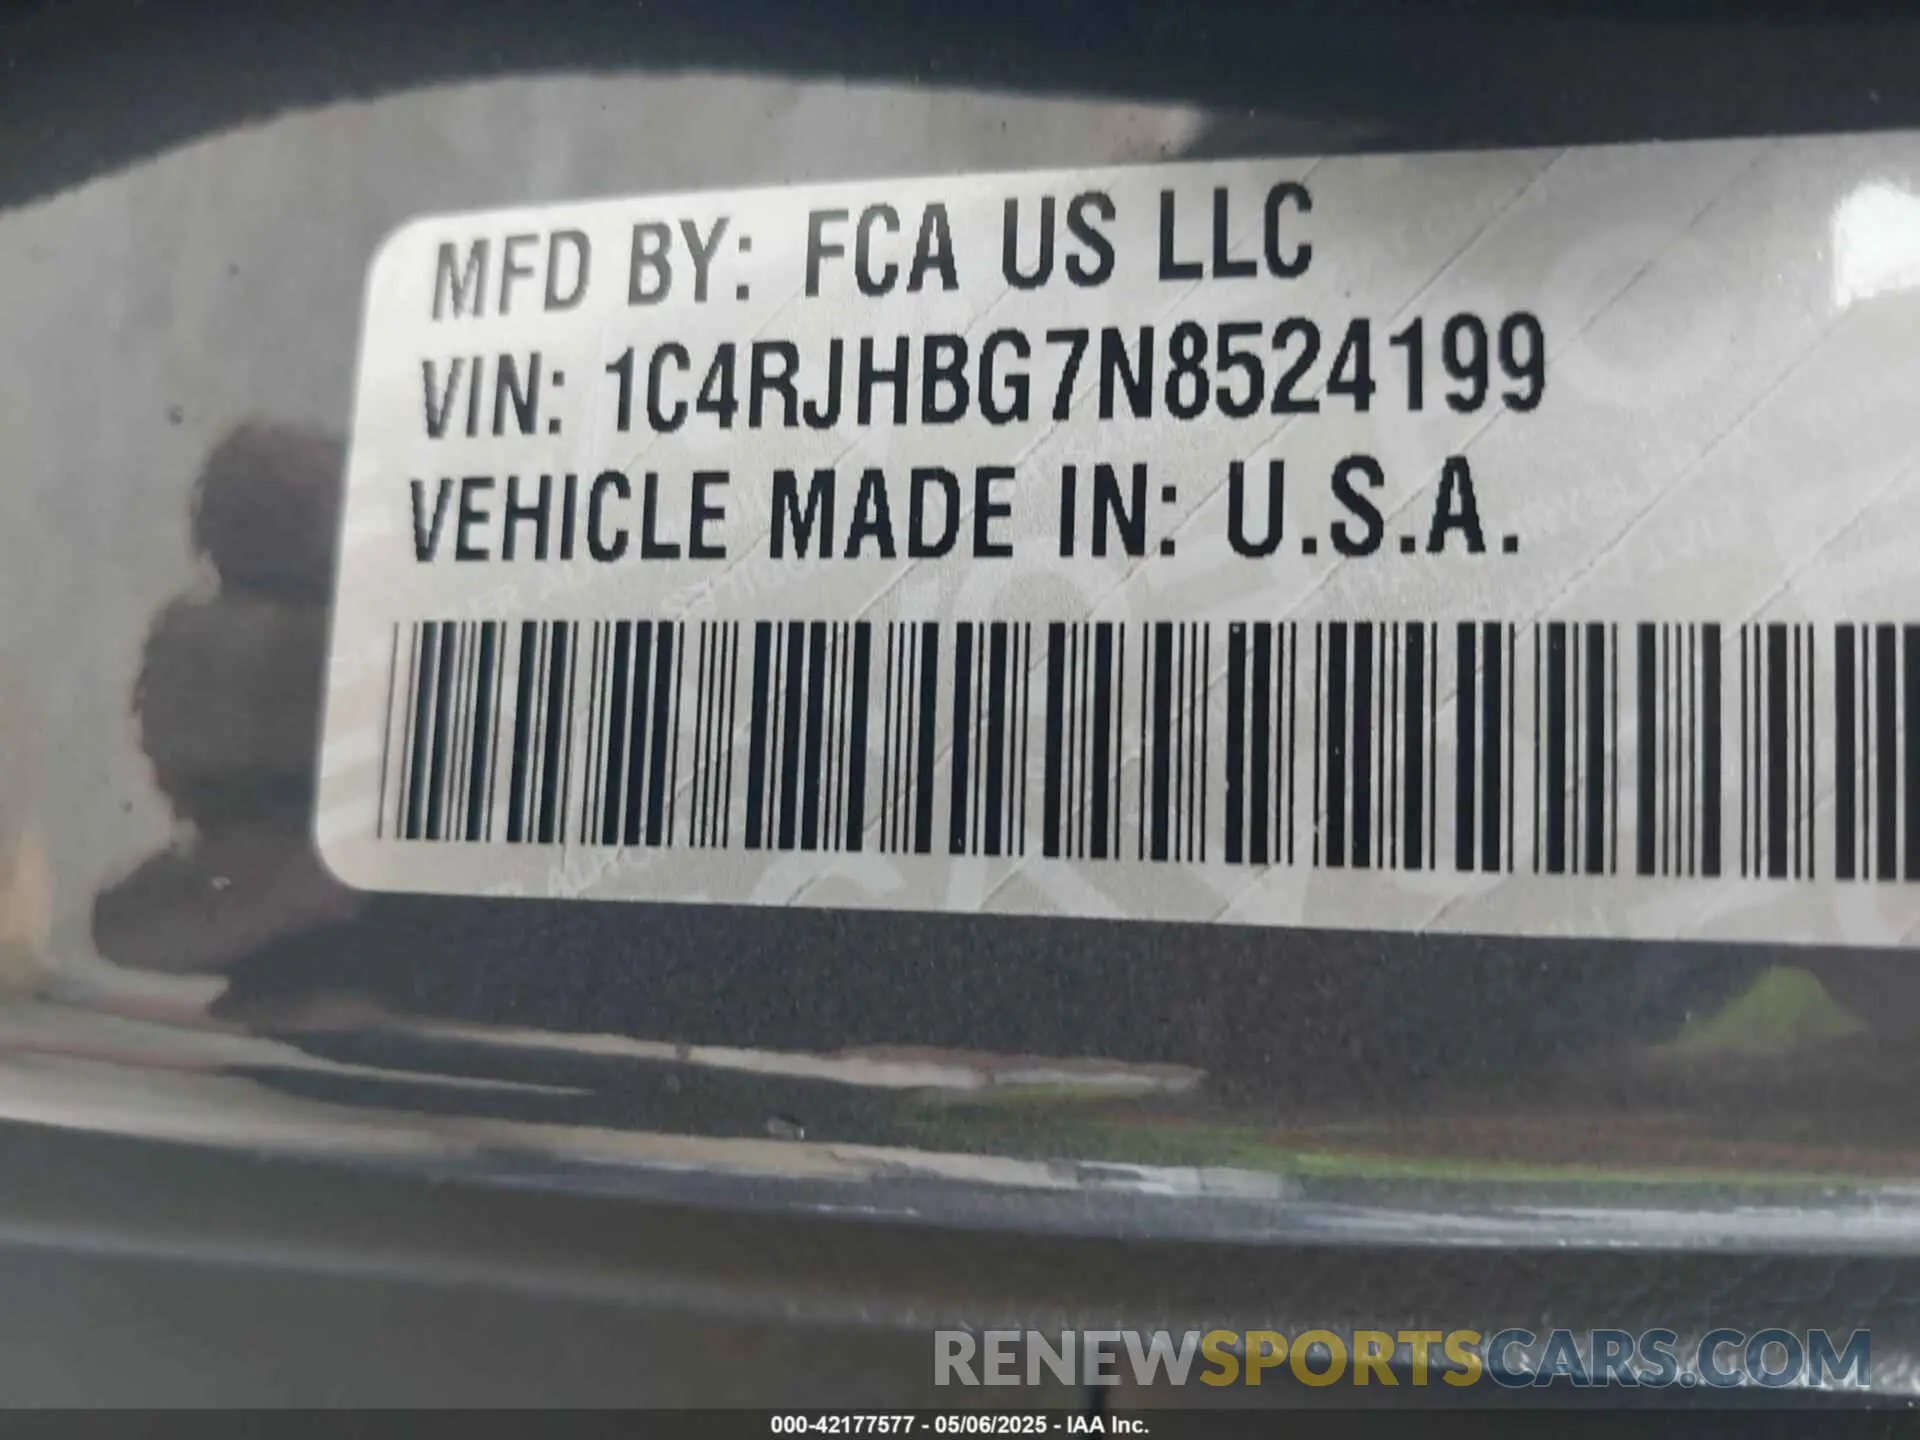 MFD BY: FCA US LLC
VIN: 1C4RJHBG7N8524199
VEHICLE MADE IN: U.S.A.
RENEWSPORTSCARS.COM
000-42177577 - 05/06/2025 - IAA Inc.